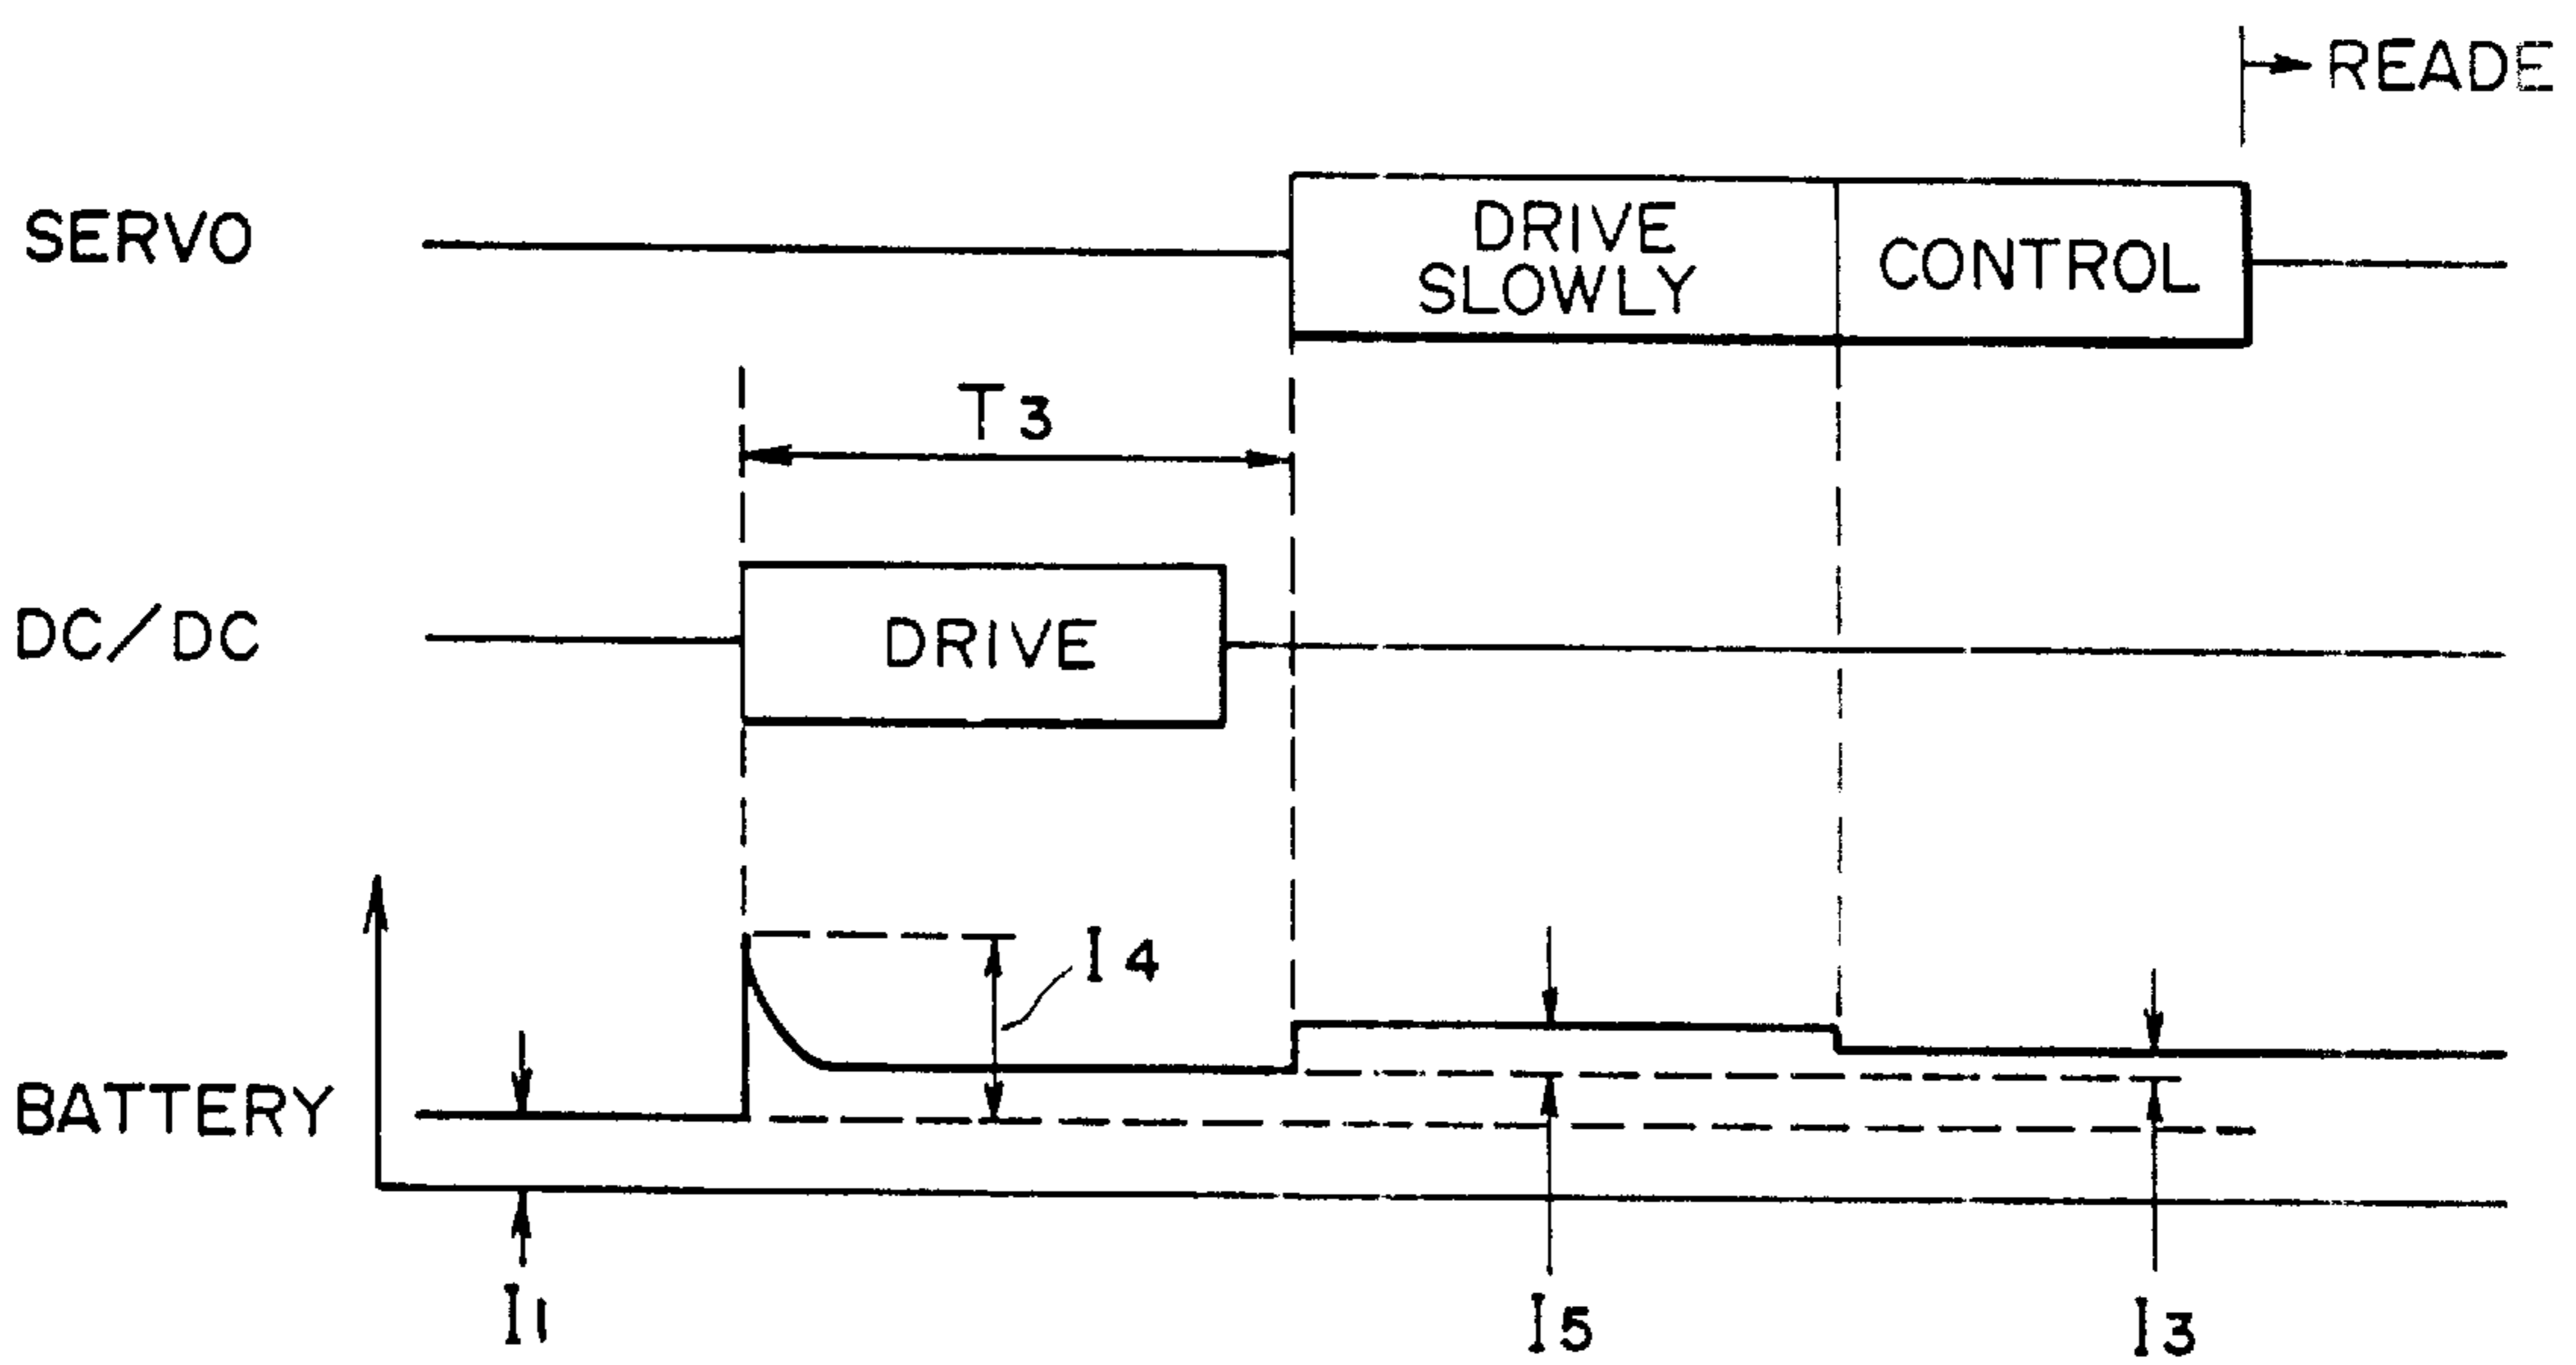 READE
SERVO
DRIVE
SLOWLY
CONTROL
T3
DC/DC
DRIVE
I4
BATTERY
I1
I5
I3